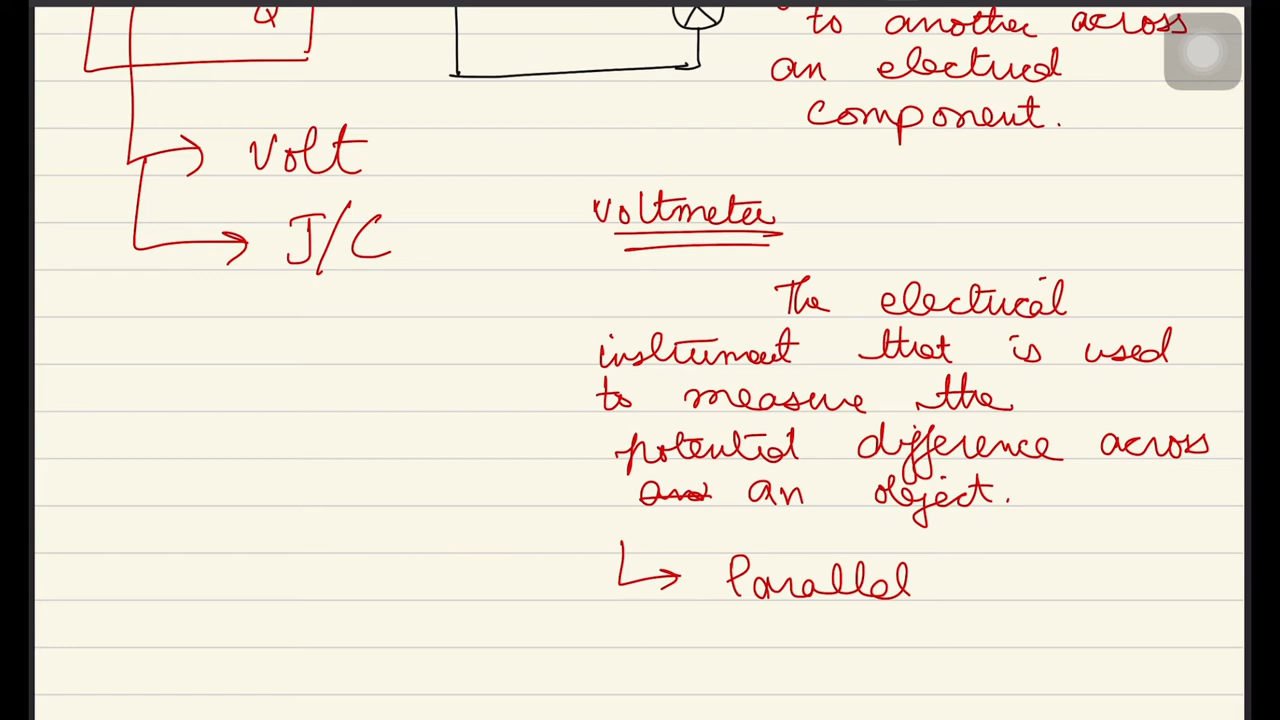 Q
to another across
an electrical
component.
Volt
J/C
Voltmeter
The electrical
instrument that is used
to measure the
potential difference across
an object.
Parallel